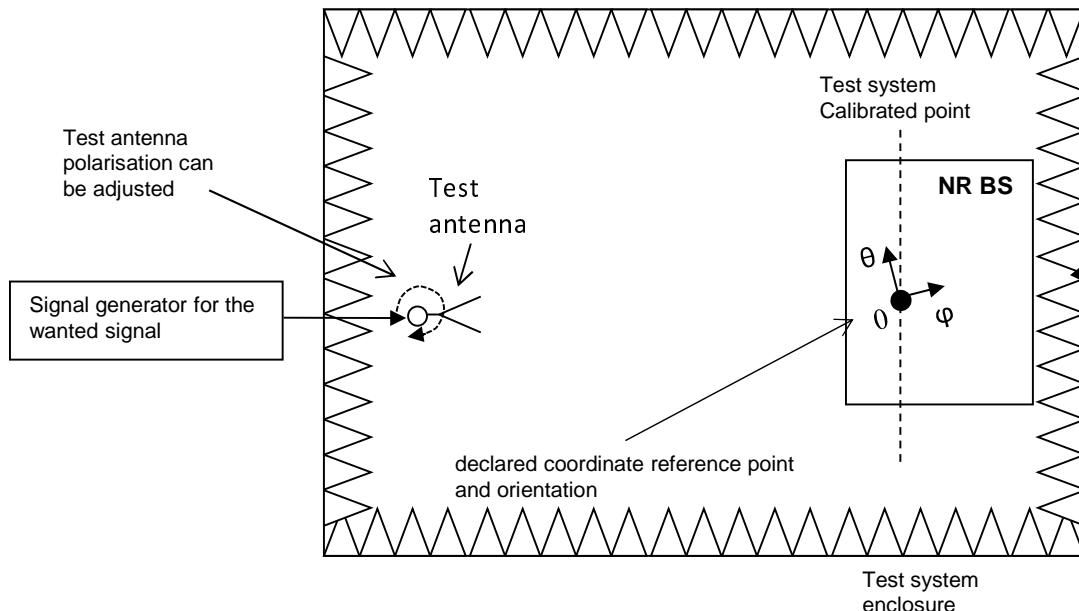 Test system
Calibrated point
Test antenna
polarisation can
be adjusted
Test
antenna
NR BS
θ
0
φ
Signal generator for the
wanted signal
declared coordinate reference point
and orientation
Test system
enclosure